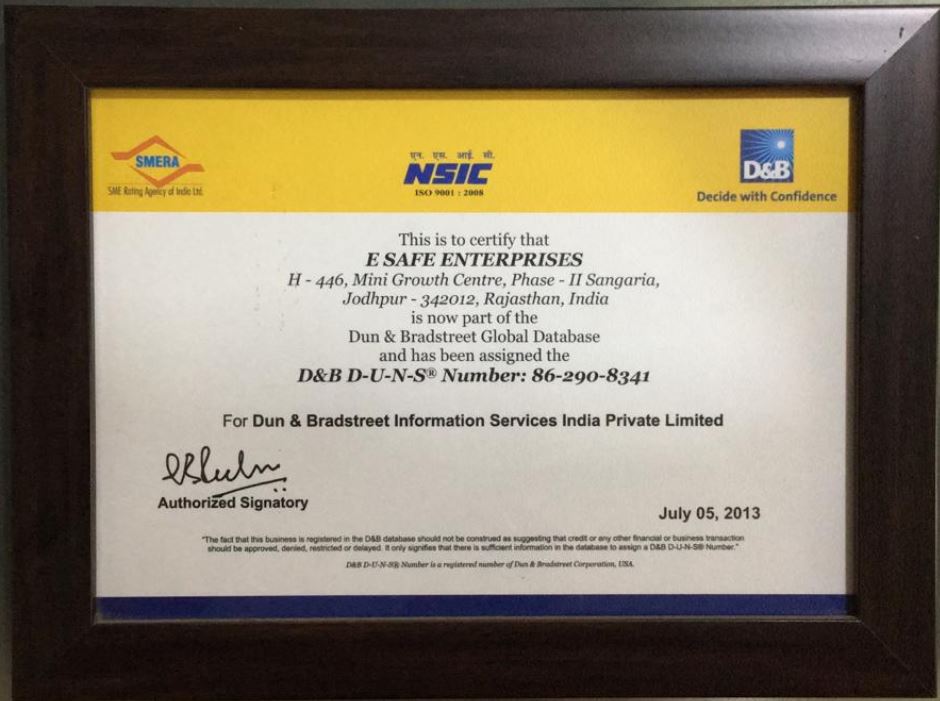 SMERA
SME Rating Agency of India Ltd.
एन. एस. आई. सी.
NSIC
ISO 9001 : 2008
D&B
Decide with Confidence
This is to certify that
E SAFE ENTERPRISES
H - 446, Mini Growth Centre, Phase - II Sangaria,
Jodhpur - 342012, Rajasthan, India
is now part of the
Dun & Bradstreet Global Database
and has been assigned the
D&B D-U-N-S® Number: 86-290-8341
For Dun & Bradstreet Information Services India Private Limited
Authorized Signatory
July 05, 2013
"The fact that this business is registered in the D&B database should not be construed as suggesting that credit or any other financial or business transaction
should be approved, denied, restricted or delayed. It only signifies that there is sufficient information in the database to assign a D&B D-U-N-S® Number."
D&B D-U-N-S® Number is a registered number of Dun & Bradstreet Corporation, USA.